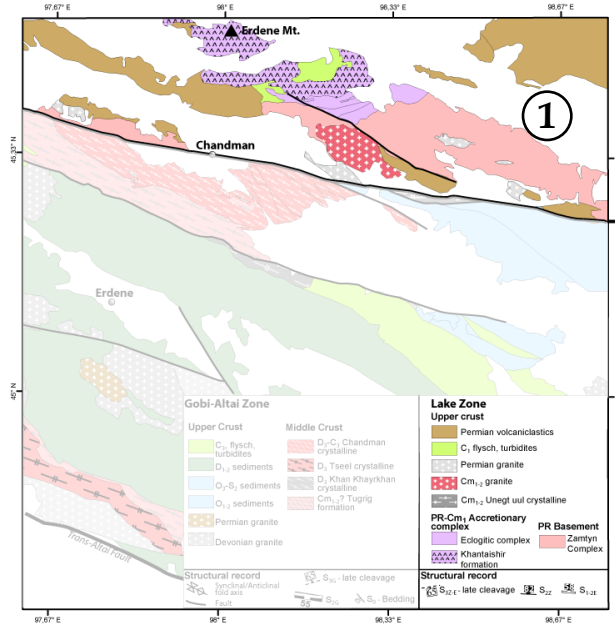 97.67° E 98° E 98.33° E 98.67° E
Erdene Mt.
1
45.33° N
Chandman
Erdene
45° N
Trans-Altai Fault
Gobi-Altai Zone
Upper Crust
C₁, flysch,
turbidites
D₁₋₂ sediments
O₂-S₂ sediments
O₁₋₂ sediments
Permian granite
Devonian granite
Middle Crust
D₃-C₁ Chandman
crystalline
D₃ Tseel crystalline
D₂ Khan Khayrkhan
crystalline
Cm₁₋₂? Tugrig
formation
Structural record
Synclinal/Anticlinal
fold axis
Fault
S₃G - late cleavage
S₂G
S₀ - Bedding
Lake Zone
Upper crust
Permian volcaniclastics
C₁ flysch, turbidites
Permian granite
Cm₁₋₂ granite
Cm₁₋₂ Unegt uul crystalline
PR-Cm₁ Accretionary
complex
Eclogitic complex
Khantaishir
formation
PR Basement
Zamtyn
Complex
Structural record
late cleavage
97.67° E 98° E 98.33° E 98.67° E